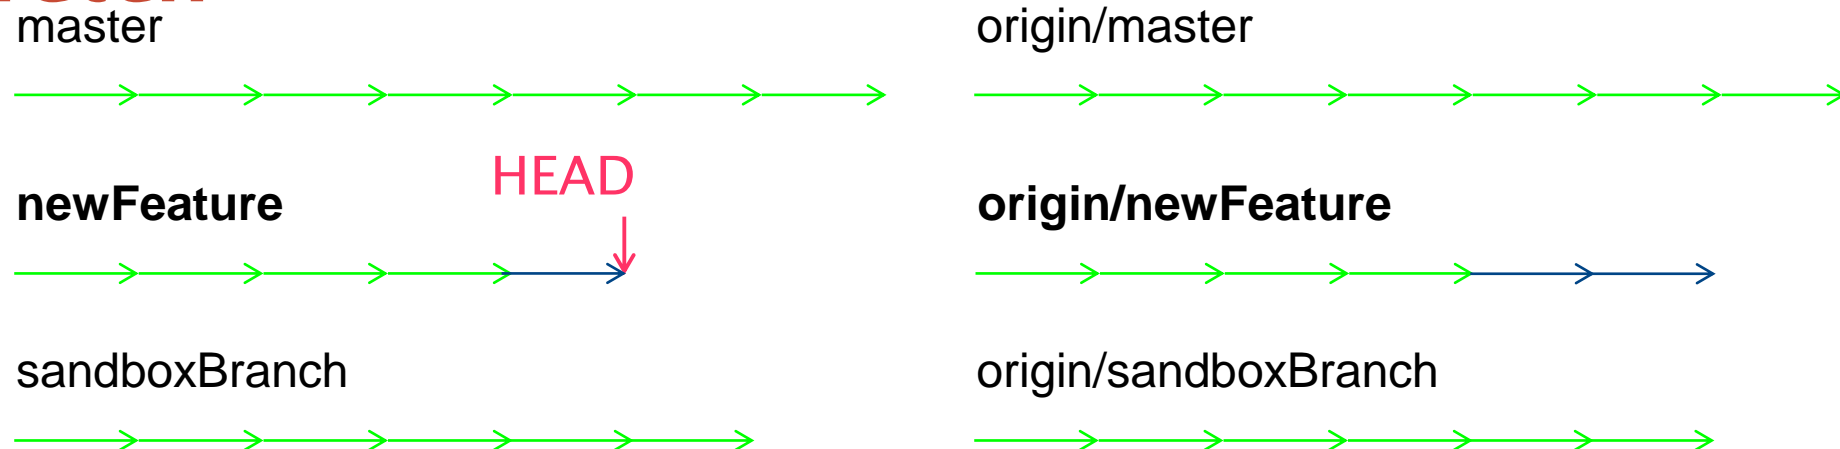 master
origin/master
HEAD
newFeature
origin/newFeature
sandboxBranch
origin/sandboxBranch